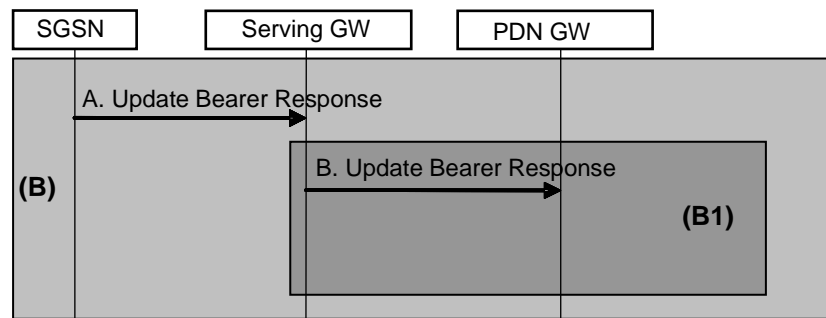 SGSN
Serving GW
PDN GW
A. Update Bearer Response
B. Update Bearer Response
(B)
(B1)